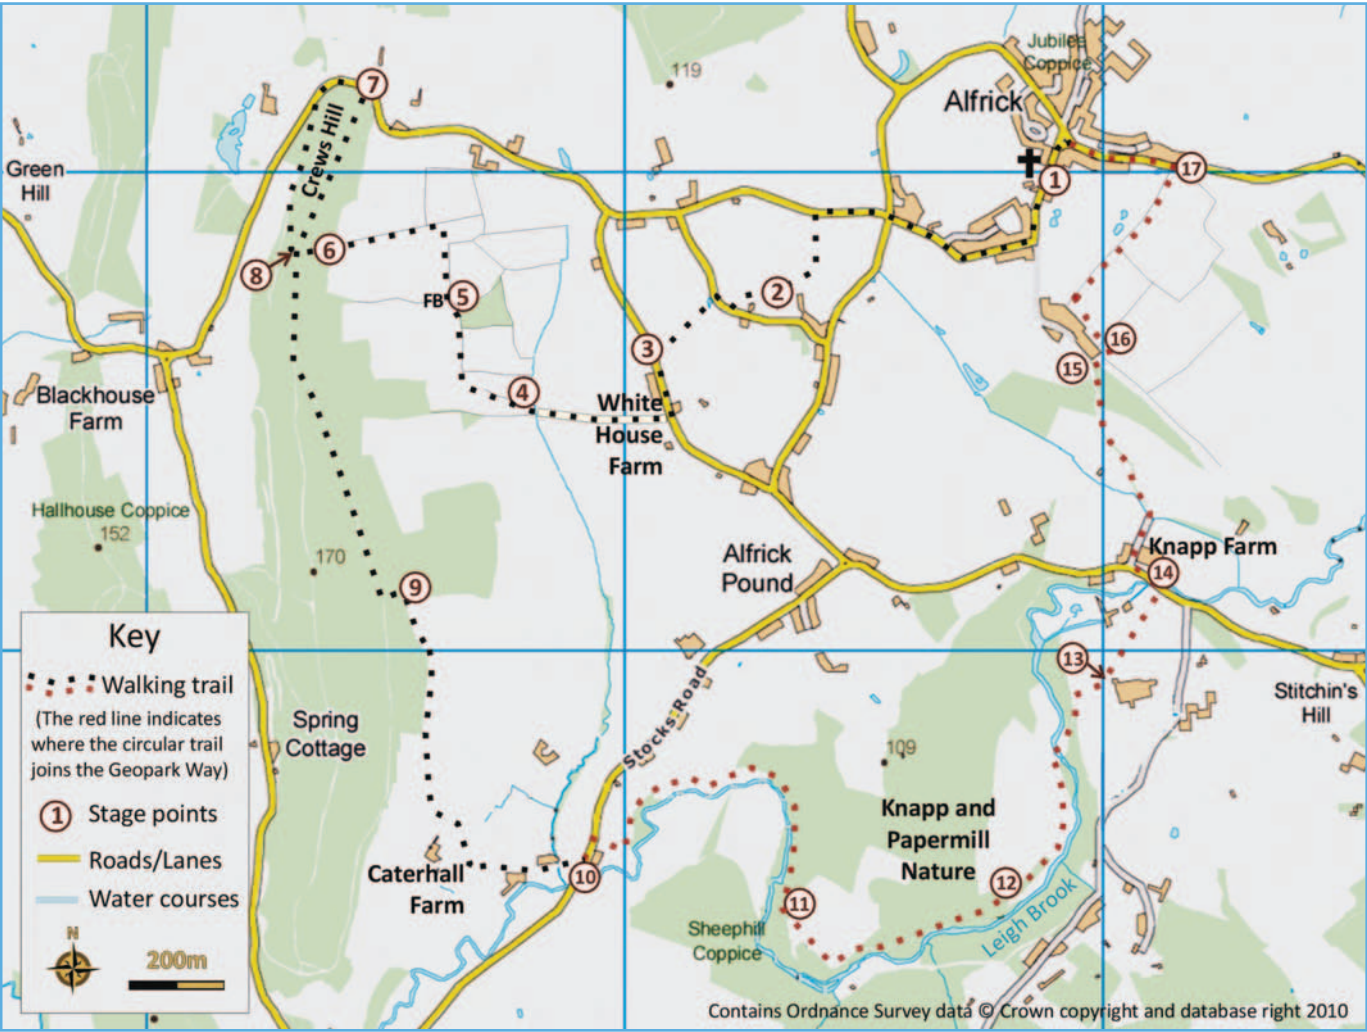 Jubilee
Coppice
119
7
Alfrick
Crews Hill
Green
Hill
17
1
6
8
2
FB
5
3
16
15
4
White
House
Farm
Blackhouse
Farm
Hallhouse Coppice
152
170
Alfrick
Pound
Knapp Farm
14
9
Key
Walking trail
(The red line indicates
where the circular trail
joins the Geopark Way)
1
Stage points
Roads/Lanes
Water courses
N
200m
13
Stitchin's
Hill
Spring
Cottage
Stocks Road
109
Knapp and
Papermill
Nature
Caterhall
Farm
10
11
12
Sheephill
Coppice
Leigh Brook
Contains Ordnance Survey data © Crown copyright and database right 2010